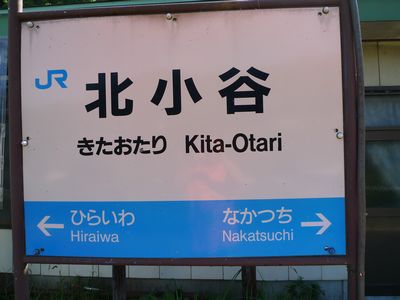 JR
北小谷
きたおたり Kita-Otari
← ひらいわ なかつち →
Hiraiwa Nakatsuchi